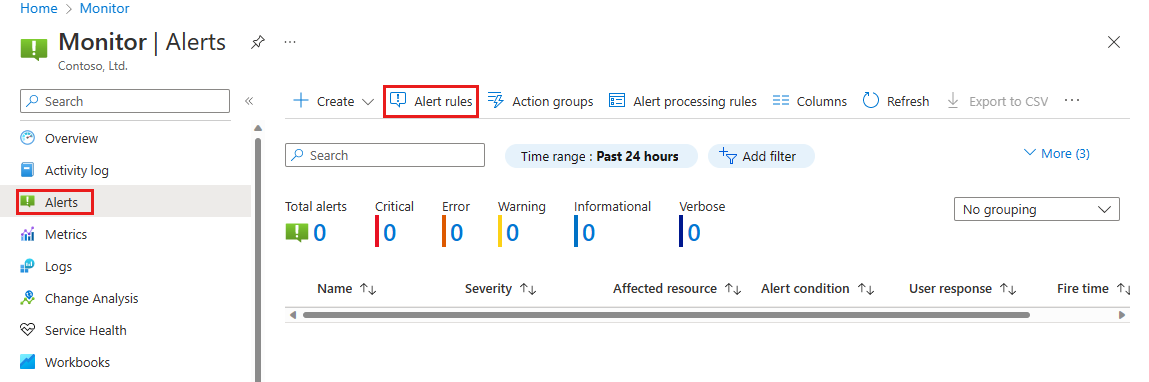 Home > Monitor
Monitor | Alerts
Contoso, Ltd.
Search
Overview
Activity log
Alerts
Metrics
Logs
Change Analysis
Service Health
Workbooks
Create
Alert rules
Action groups
Alert processing rules
Columns
Refresh
Export to CSV
Search
Time range : Past 24 hours
Add filter
More (3)
Total alerts
0
Critical
0
Error
0
Warning
0
Informational
0
Verbose
0
No grouping
Name
Severity
Affected resource
Alert condition
User response
Fire time